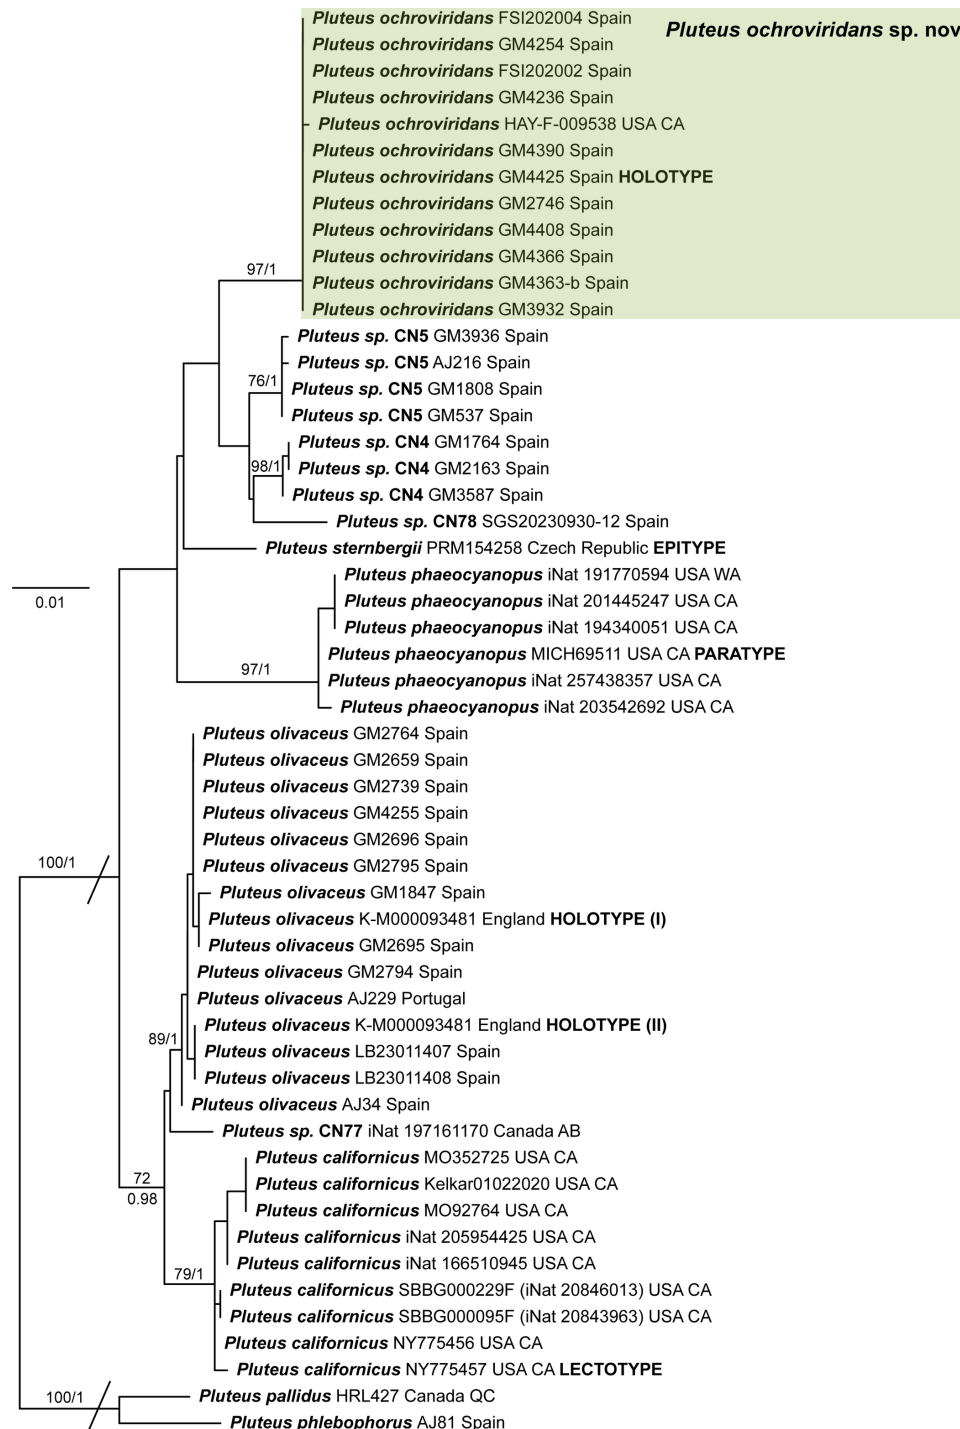 Pluteus ochroviridans FSI202004 Spain
Pluteus ochroviridans sp. nov
Pluteus ochroviridans GM4254 Spain
Pluteus ochroviridans FSI202002 Spain
Pluteus ochroviridans GM4236 Spain
Pluteus ochroviridans HAY-F-009538 USA CA
Pluteus ochroviridans GM4390 Spain
Pluteus ochroviridans GM4425 Spain HOLOTYPE
Pluteus ochroviridans GM2746 Spain
Pluteus ochroviridans GM4408 Spain
Pluteus ochroviridans GM4366 Spain
97/1
Pluteus ochroviridans GM4363-b Spain
Pluteus ochroviridans GM3932 Spain
Pluteus sp. CN5 GM3936 Spain
Pluteus sp. CN5 AJ216 Spain
76/1
Pluteus sp. CN5 GM1808 Spain
Pluteus sp. CN5 GM537 Spain
Pluteus sp. CN4 GM1764 Spain
98/1
Pluteus sp. CN4 GM2163 Spain
Pluteus sp. CN4 GM3587 Spain
Pluteus sp. CN78 SGS20230930-12 Spain
Pluteus sternbergii PRM154258 Czech Republic EPITYPE
Pluteus phaeocyanopus iNat 191770594 USA WA
0.01
Pluteus phaeocyanopus iNat 201445247 USA CA
Pluteus phaeocyanopus iNat 194340051 USA CA
Pluteus phaeocyanopus MICH69511 USA CA PARATYPE
97/1
Pluteus phaeocyanopus iNat 257438357 USA CA
Pluteus phaeocyanopus iNat 203542692 USA CA
Pluteus olivaceus GM2764 Spain
Pluteus olivaceus GM2659 Spain
Pluteus olivaceus GM2739 Spain
Pluteus olivaceus GM4255 Spain
Pluteus olivaceus GM2696 Spain
100/1
Pluteus olivaceus GM2795 Spain
Pluteus olivaceus GM1847 Spain
Pluteus olivaceus K-M000093481 England HOLOTYPE (I)
Pluteus olivaceus GM2695 Spain
Pluteus olivaceus GM2794 Spain
Pluteus olivaceus AJ229 Portugal
Pluteus olivaceus K-M000093481 England HOLOTYPE (II)
89/1
Pluteus olivaceus LB23011407 Spain
Pluteus olivaceus LB23011408 Spain
Pluteus olivaceus AJ34 Spain
Pluteus sp. CN77 iNat 197161170 Canada AB
Pluteus californicus MO352725 USA CA
72
0.98
Pluteus californicus Kelkar01022020 USA CA
Pluteus californicus MO92764 USA CA
Pluteus californicus iNat 205954425 USA CA
Pluteus californicus iNat 166510945 USA CA
79/1
Pluteus californicus SBBG000229F (iNat 20846013) USA CA
Pluteus californicus SBBG000095F (iNat 20843963) USA CA
Pluteus californicus NY775456 USA CA
Pluteus californicus NY775457 USA CA LECTOTYPE
100/1
Pluteus pallidus HRL427 Canada QC
Pluteus phlebophorus AJ81 Spain